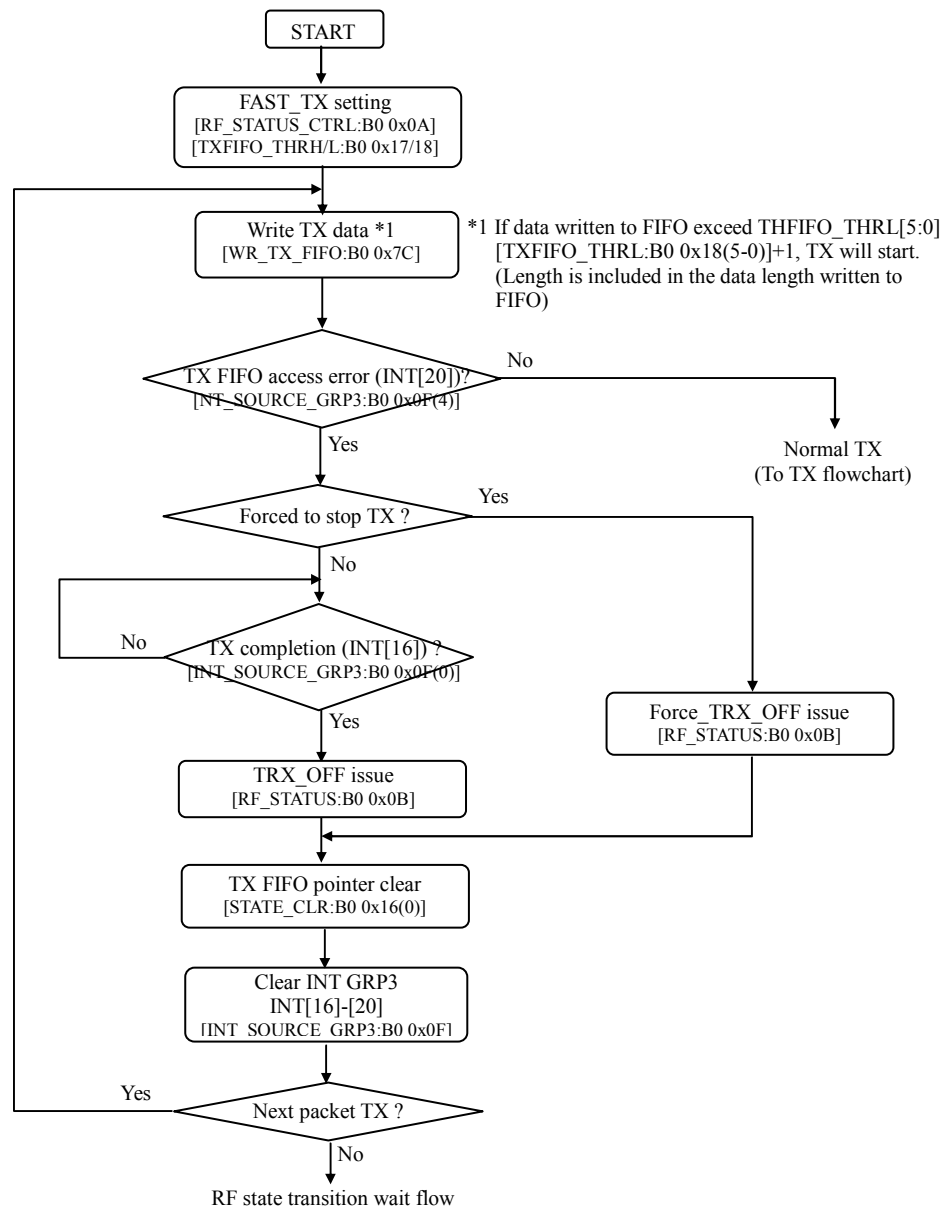 START
FAST_TX setting
[RF_STATUS_CTRL:B0 0x0A]
[TXFIFO_THRH/L:B0 0x17/18]
Write TX data *1
[WR_TX_FIFO:B0 0x7C]
*1 If data written to FIFO exceed THFIFO_THRL[5:0]
[TXFIFO_THRL:B0 0x18(5-0)]+1, TX will start.
(Length is included in the data length written to
FIFO)
TX FIFO access error (INT[20])?
[NT_SOURCE_GRP3:B0 0x0F(4)]
No
Yes
Normal TX
(To TX flowchart)
Forced to stop TX ?
Yes
No
No
TX completion (INT[16]) ?
[INT_SOURCE_GRP3:B0 0x0F(0)]
Yes
Force_TRX_OFF issue
[RF_STATUS:B0 0x0B]
TRX_OFF issue
[RF_STATUS:B0 0x0B]
TX FIFO pointer clear
[STATE_CLR:B0 0x16(0)]
Clear INT GRP3
INT[16]-[20]
[INT_SOURCE_GRP3:B0 0x0F]
Yes
Next packet TX ?
No
RF state transition wait flow